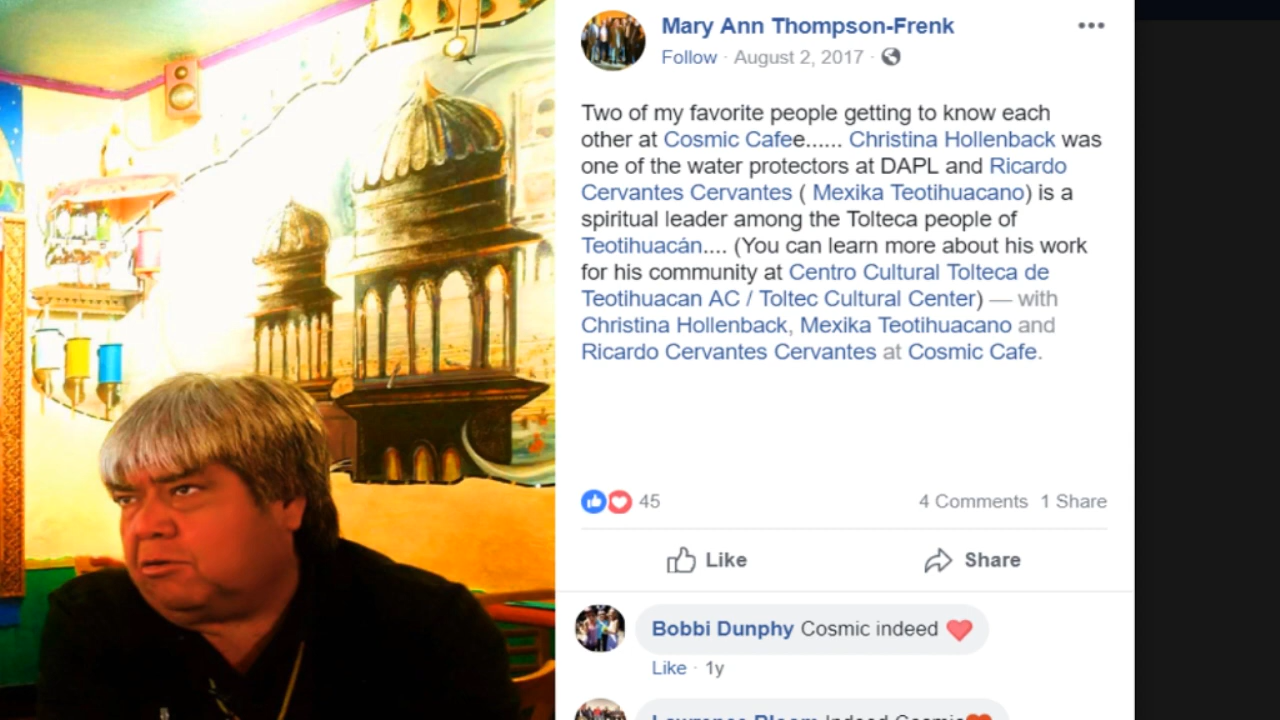 Mary Ann Thompson-Frenk
Follow · August 2, 2017 ·
Two of my favorite people getting to know each
other at Cosmic Cafee...... Christina Hollenback was
one of the water protectors at DAPL and Ricardo
Cervantes Cervantes ( Mexika Teotihuacano) is a
spiritual leader among the Tolteca people of
Teotihuacán.... (You can learn more about his work
for his community at Centro Cultural Tolteca de
Teotihuacan AC / Toltec Cultural Center) — with
Christina Hollenback, Mexika Teotihuacano and
Ricardo Cervantes Cervantes at Cosmic Cafe.
45 4 Comments 1 Share
Like Share
Bobbi Dunphy Cosmic indeed
Like · 1y
Lawrence Bloom Indeed Cosmic